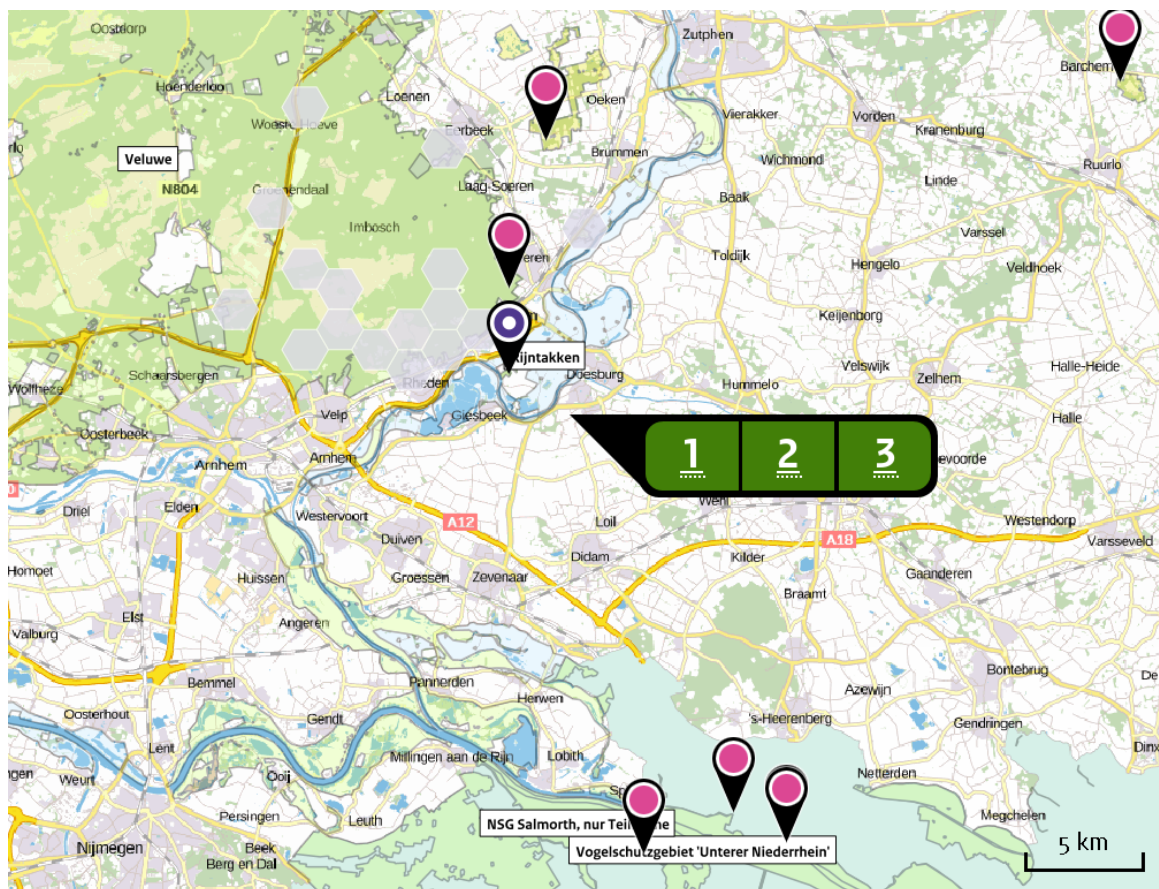 Oostdorp
Zutphen
Barchem
Hoenderloo
Loenen
Oeken
Vierakker
Vorden
Woeste Hoeve
Eerbeek
Kranenburg
Brummen
Wichmond
Ruurlo
Veluwe
N804
Groenendaal
Laag-Soeren
Linde
Baak
Imbosch
Varssel
Toldijk
Hengelo
Veldhoek
Keijenborg
Rijntakken
Schaarsbergen
Wolfheze
Rheden
Doesburg
Hummelo
Velswijk
Zelhem
Halle-Heide
Velp
Giesbeek
Halle
Oosterbeek
Arnhem
Arnhem
1
2
3
Driel
Elden
Westervoort
A12
Loil
Wehl
Westendorp
Duiven
A18
Varsseveld
Didam
Kilder
Homoet
Huissen
Groessen
Zevenaar
Gaanderen
Braamt
Elst
Angeren
Valburg
Bemmel
Pannerden
Herwen
Bontebrug
Azewijn
Oosterhout
Gendt
's-Heerenberg
Gendringen
Lent
Millingen aan de Rijn
Lobith
Weurt
Ooij
Netterden
Persingen
Leuth
NSG Salmorth, nur Teilfläche
Megchelen
Nijmegen
Beek
Vogelschutzgebiet 'Unterer Niederrhein'
5 km
Berg en Dal